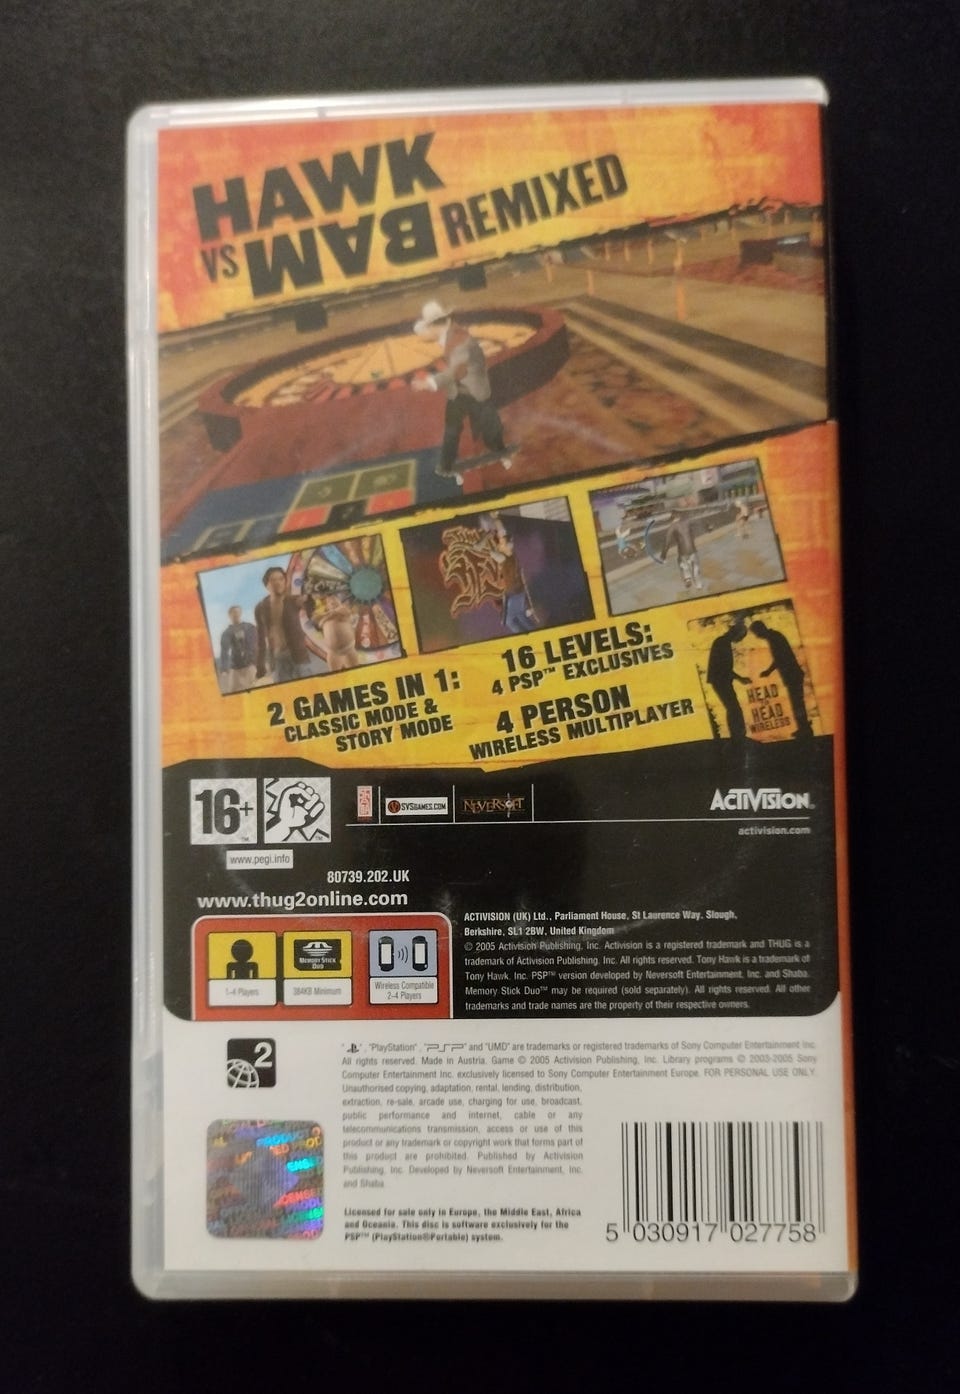 HAWK
VS BAM REMIXED
2 GAMES IN 1:
CLASSIC MODE &
STORY MODE
16 LEVELS:
4 PSP™ EXCLUSIVES
4 PERSON
WIRELESS MULTIPLAYER
HEAD
TO
HEAD
WIRELESS
16+
www.pegi.info
SVSGAMES.COM
NEVERSOFT
ACTIVISION
activision.com
80739.202.UK
www.thug2online.com
1-4 Players
MEMORY STICK
DUO
384KB Minimum
Wireless Compatible
2-4 Players
ACTIVISION (UK) Ltd., Parliament House, St Laurence Way, Slough,
Berkshire, SL1 2BW, United Kingdom
© 2005 Activision Publishing, Inc. Activision is a registered trademark and THUG is a
trademark of Activision Publishing, Inc. All rights reserved. Tony Hawk is a trademark of
Tony Hawk, Inc. PSP™ version developed by Neversoft Entertainment, Inc. and Shaba.
Memory Stick Duo™ may be required (sold separately). All rights reserved. All other
trademarks and trade names are the property of their respective owners.
2
"PlayStation", "PSP" and "UMD" are trademarks or registered trademarks of Sony Computer Entertainment Inc.
All rights reserved. Made in Austria. Game © 2005 Activision Publishing, Inc. Library programs © 2003-2005 Sony
Computer Entertainment Inc. exclusively licensed to Sony Computer Entertainment Europe. FOR PERSONAL USE ONLY.
Unauthorised copying, adaptation, rental, lending, distribution,
extraction, re-sale, arcade use, charging for use, broadcast,
public performance and internet, cable or any
telecommunications transmission, access or use of this
product or any trademark or copyright work that forms part of
this product are prohibited. Published by Activision
Publishing, Inc. Developed by Neversoft Entertainment, Inc.
and Shaba.
Licensed for sale only in Europe, the Middle East, Africa
and Oceania. This disc is software exclusively for the
PSP™ (PlayStation®Portable) system.
5 030917 027758